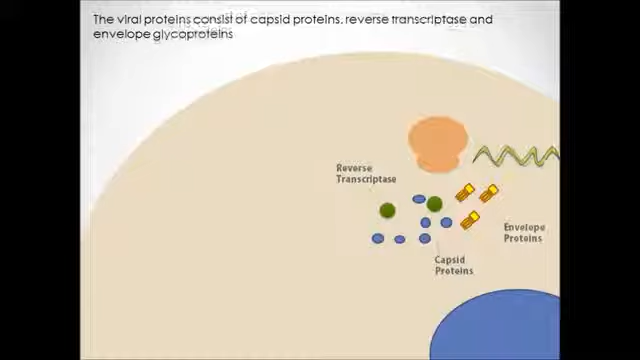 The viral proteins consist of capsid proteins, reverse transcriptase and
envelope glycoproteins
Reverse
Transcriptase
Envelope
Proteins
Capsid
Proteins